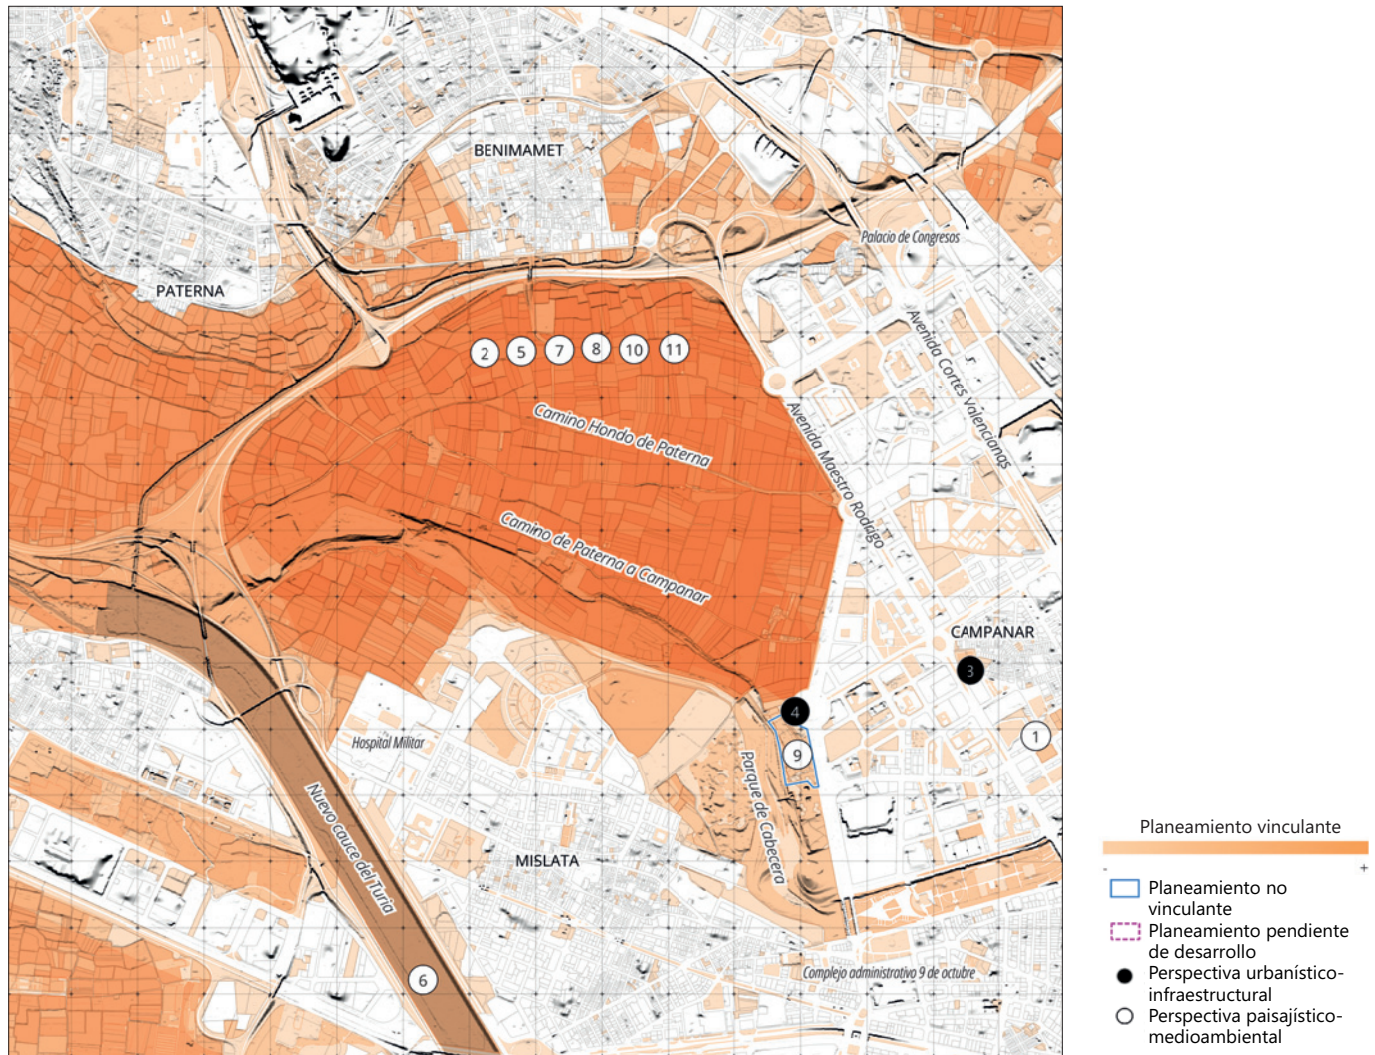 BENIMAMET
Palacio de Congresos
PATERNA
Avenida Cortes Valencianas
2 5 7 8 10 11
Camino Hondo de Paterna
Avenida Maestro Rodrigo
Camino de Paterna a Campanar
CAMPANAR
3
4
1
Hospital Militar
9
Parque de Cabecera
Nuevo cauce del Turia
MISLATA
6
Complejo administrativo 9 de octubre
Planeamiento vinculante
- +
Planeamiento no
vinculante
Planeamiento pendiente
de desarrollo
Perspectiva urbanístico-
infraestructural
Perspectiva paisajístico-
medioambiental